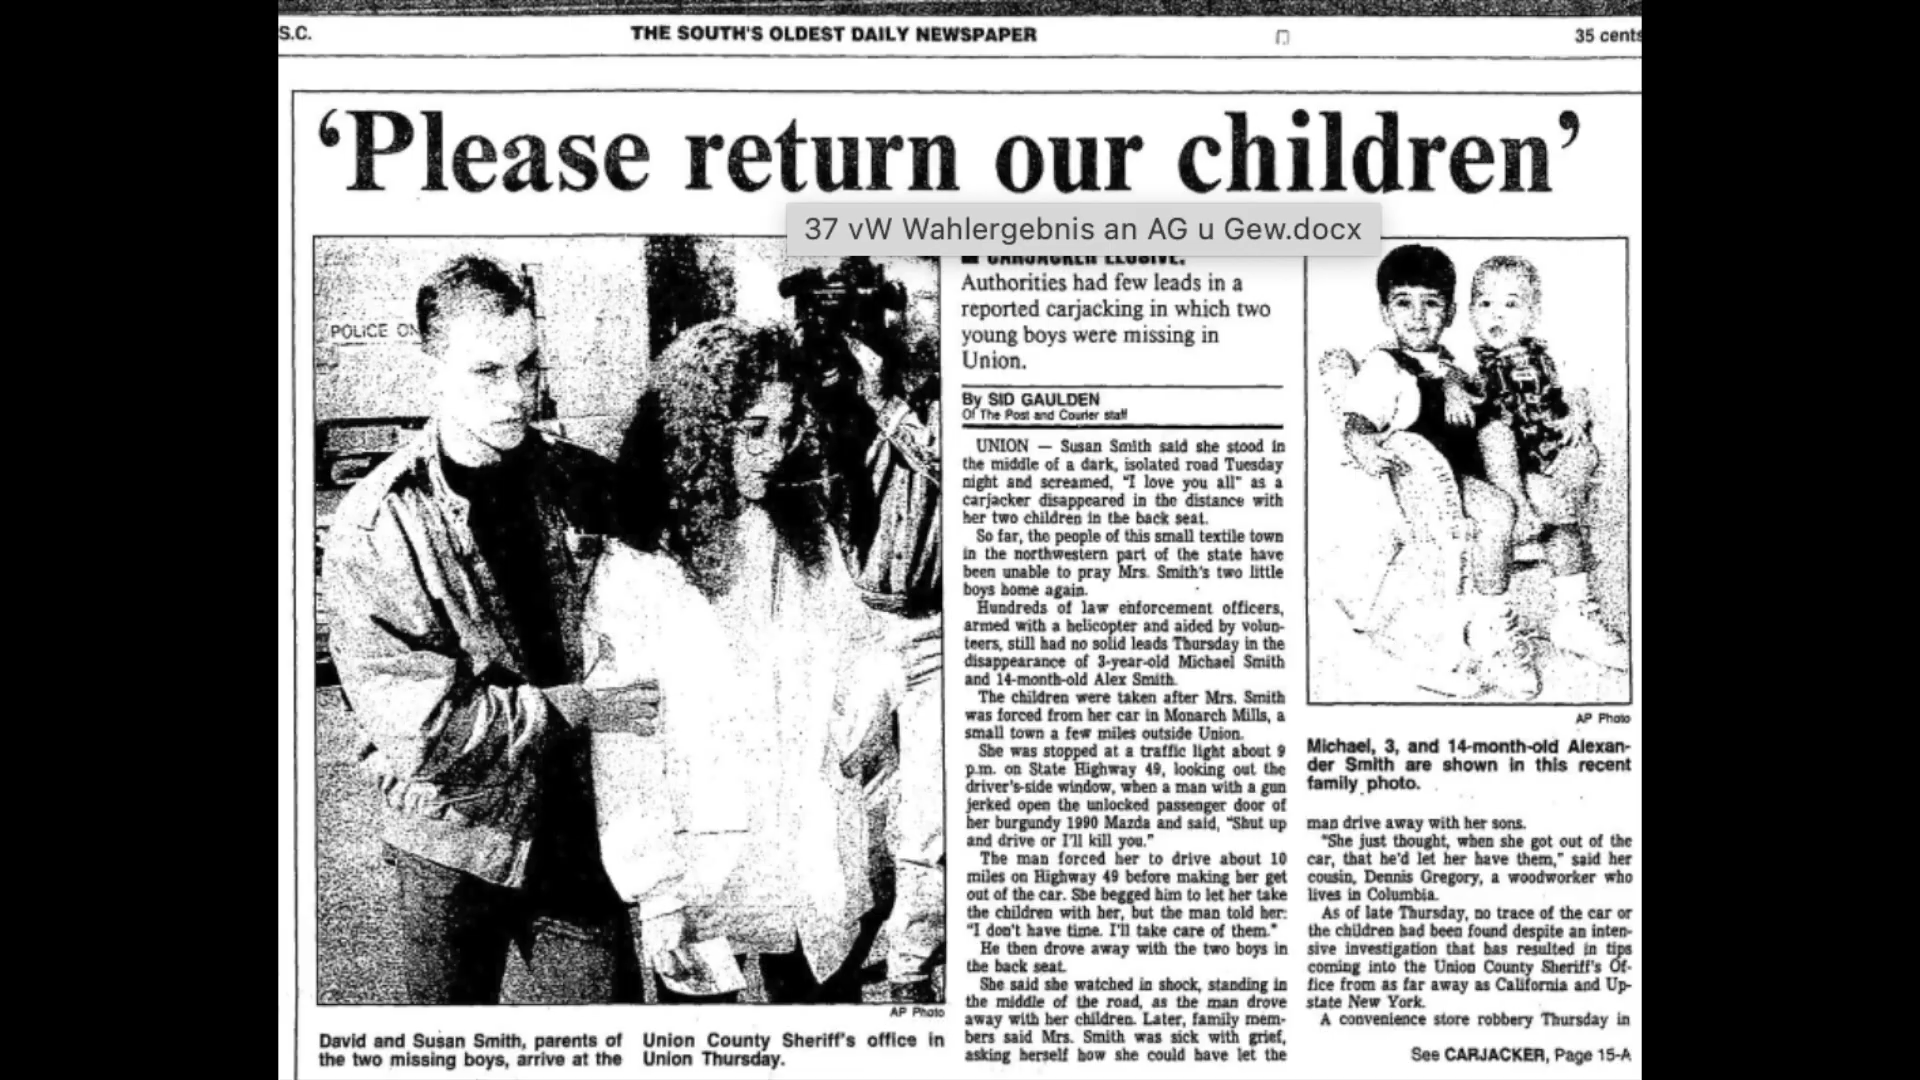 S.C.
THE SOUTH'S OLDEST DAILY NEWSPAPER
35 cents
‘Please return our children’
37 vW Wahlergebnis an AG u Gew.docx
POLICE ON
AP Photo
David and Susan Smith, parents of
the two missing boys, arrive at the
Union County Sheriff's office in
Union Thursday.
■ CARJACKER ELUSIVE.
Authorities had few leads in a
reported carjacking in which two
young boys were missing in
Union.
By SID GAULDEN
Of The Post and Courier staff
UNION — Susan Smith said she stood in
the middle of a dark, isolated road Tuesday
night and screamed, "I love you all" as a
carjacker disappeared in the distance with
her two children in the back seat.
So far, the people of this small textile town
in the northwestern part of the state have
been unable to pray Mrs. Smith's two little
boys home again.
Hundreds of law enforcement officers,
armed with a helicopter and aided by volun-
teers, still had no solid leads Thursday in the
disappearance of 3-year-old Michael Smith
and 14-month-old Alex Smith.
The children were taken after Mrs. Smith
was forced from her car in Monarch Mills, a
small town a few miles outside Union.
She was stopped at a traffic light about 9
p.m. on State Highway 49, looking out the
driver's-side window, when a man with a gun
jerked open the unlocked passenger door of
her burgundy 1990 Mazda and said, "Shut up
and drive or I'll kill you."
The man forced her to drive about 10
miles on Highway 49 before making her get
out of the car. She begged him to let her take
the children with her, but the man told her:
"I don't have time. I'll take care of them."
He then drove away with the two boys in
the back seat.
She said she watched in shock, standing in
the middle of the road, as the man drove
away with her children. Later, family mem-
bers said Mrs. Smith was sick with grief,
asking herself how she could have let the
AP Photo
Michael, 3, and 14-month-old Alexan-
der Smith are shown in this recent
family photo.
man drive away with her sons.
"She just thought, when she got out of the
car, that he'd let her have them," said her
cousin, Dennis Gregory, a woodworker who
lives in Columbia.
As of late Thursday, no trace of the car or
the children had been found despite an inten-
sive investigation that has resulted in tips
coming into the Union County Sheriff's Of-
fice from as far away as California and Up-
state New York.
A convenience store robbery Thursday in
See CARJACKER, Page 15-A